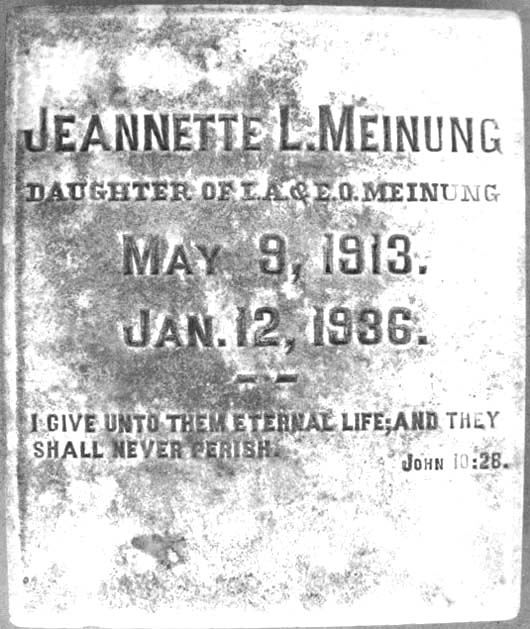 JEANNETTE L. MEINUNG
DAUGHTER OF L.A.& E.O. MEINUNG
MAY 9, 1913.
JAN. 12, 1936.
I GIVE UNTO THEM ETERNAL LIFE; AND THEY
SHALL NEVER PERISH.
JOHN 10:28.